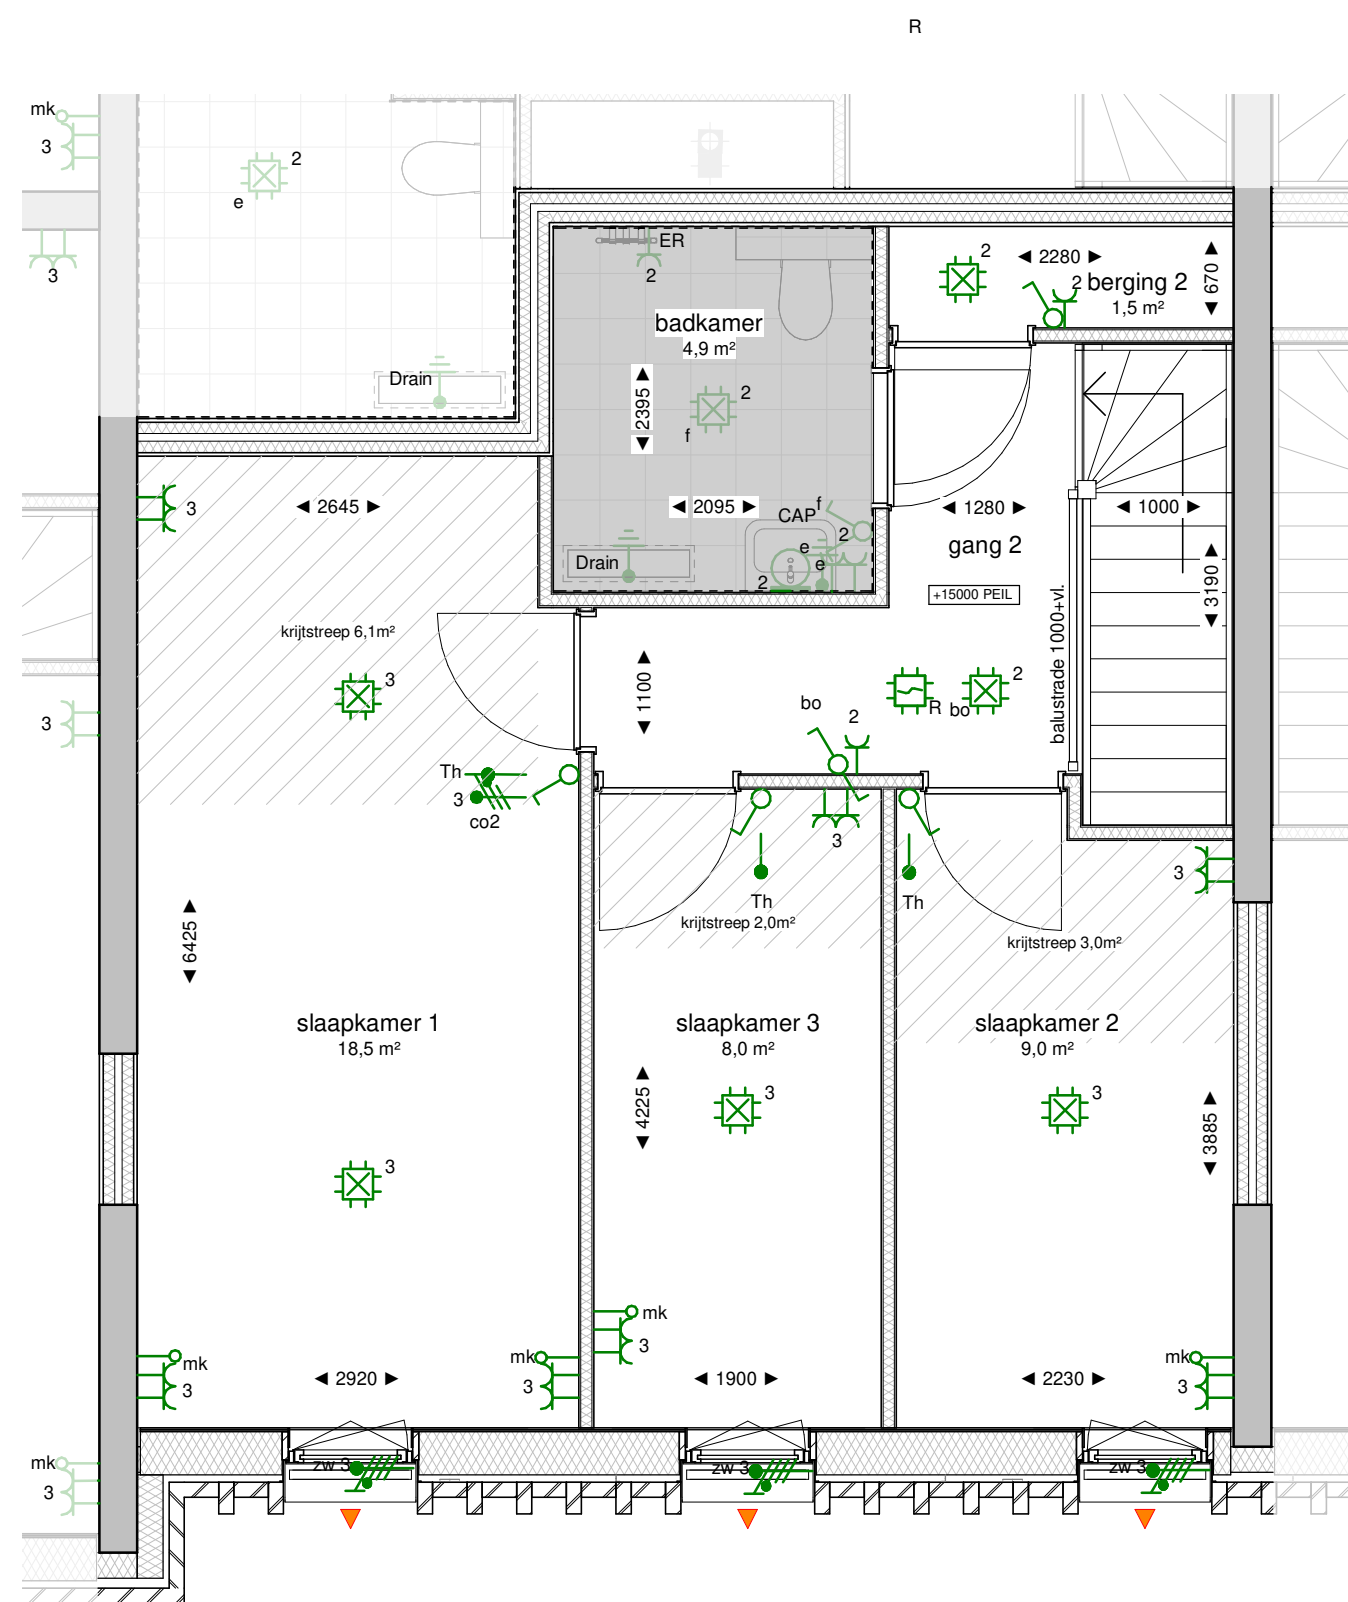 R
mk
3
2
e
3
Drain
ER
2
badkamer
4,9 m²
2395
2
f
2095
CAP
f
2
e
e
2
Drain
2
2280
2
berging 2
1,5 m²
670
3
2645
1280
1000
gang 2
+15000 PEIL
3190
balustrade 1000+vl.
krijtstreep 6,1m²
3
3
1100
R
bo
2
bo
2
Th
3
co2
3
Th
krijtstreep 2,0m²
Th
3
krijtstreep 3,0m²
6425
slaapkamer 1
18,5 m²
slaapkamer 3
8,0 m²
slaapkamer 2
9,0 m²
3
3
4225
3885
3
mk
3
mk
3
2920
mk
3
1900
2230
mk
3
mk
3
zw 3
zw 3
zw 3